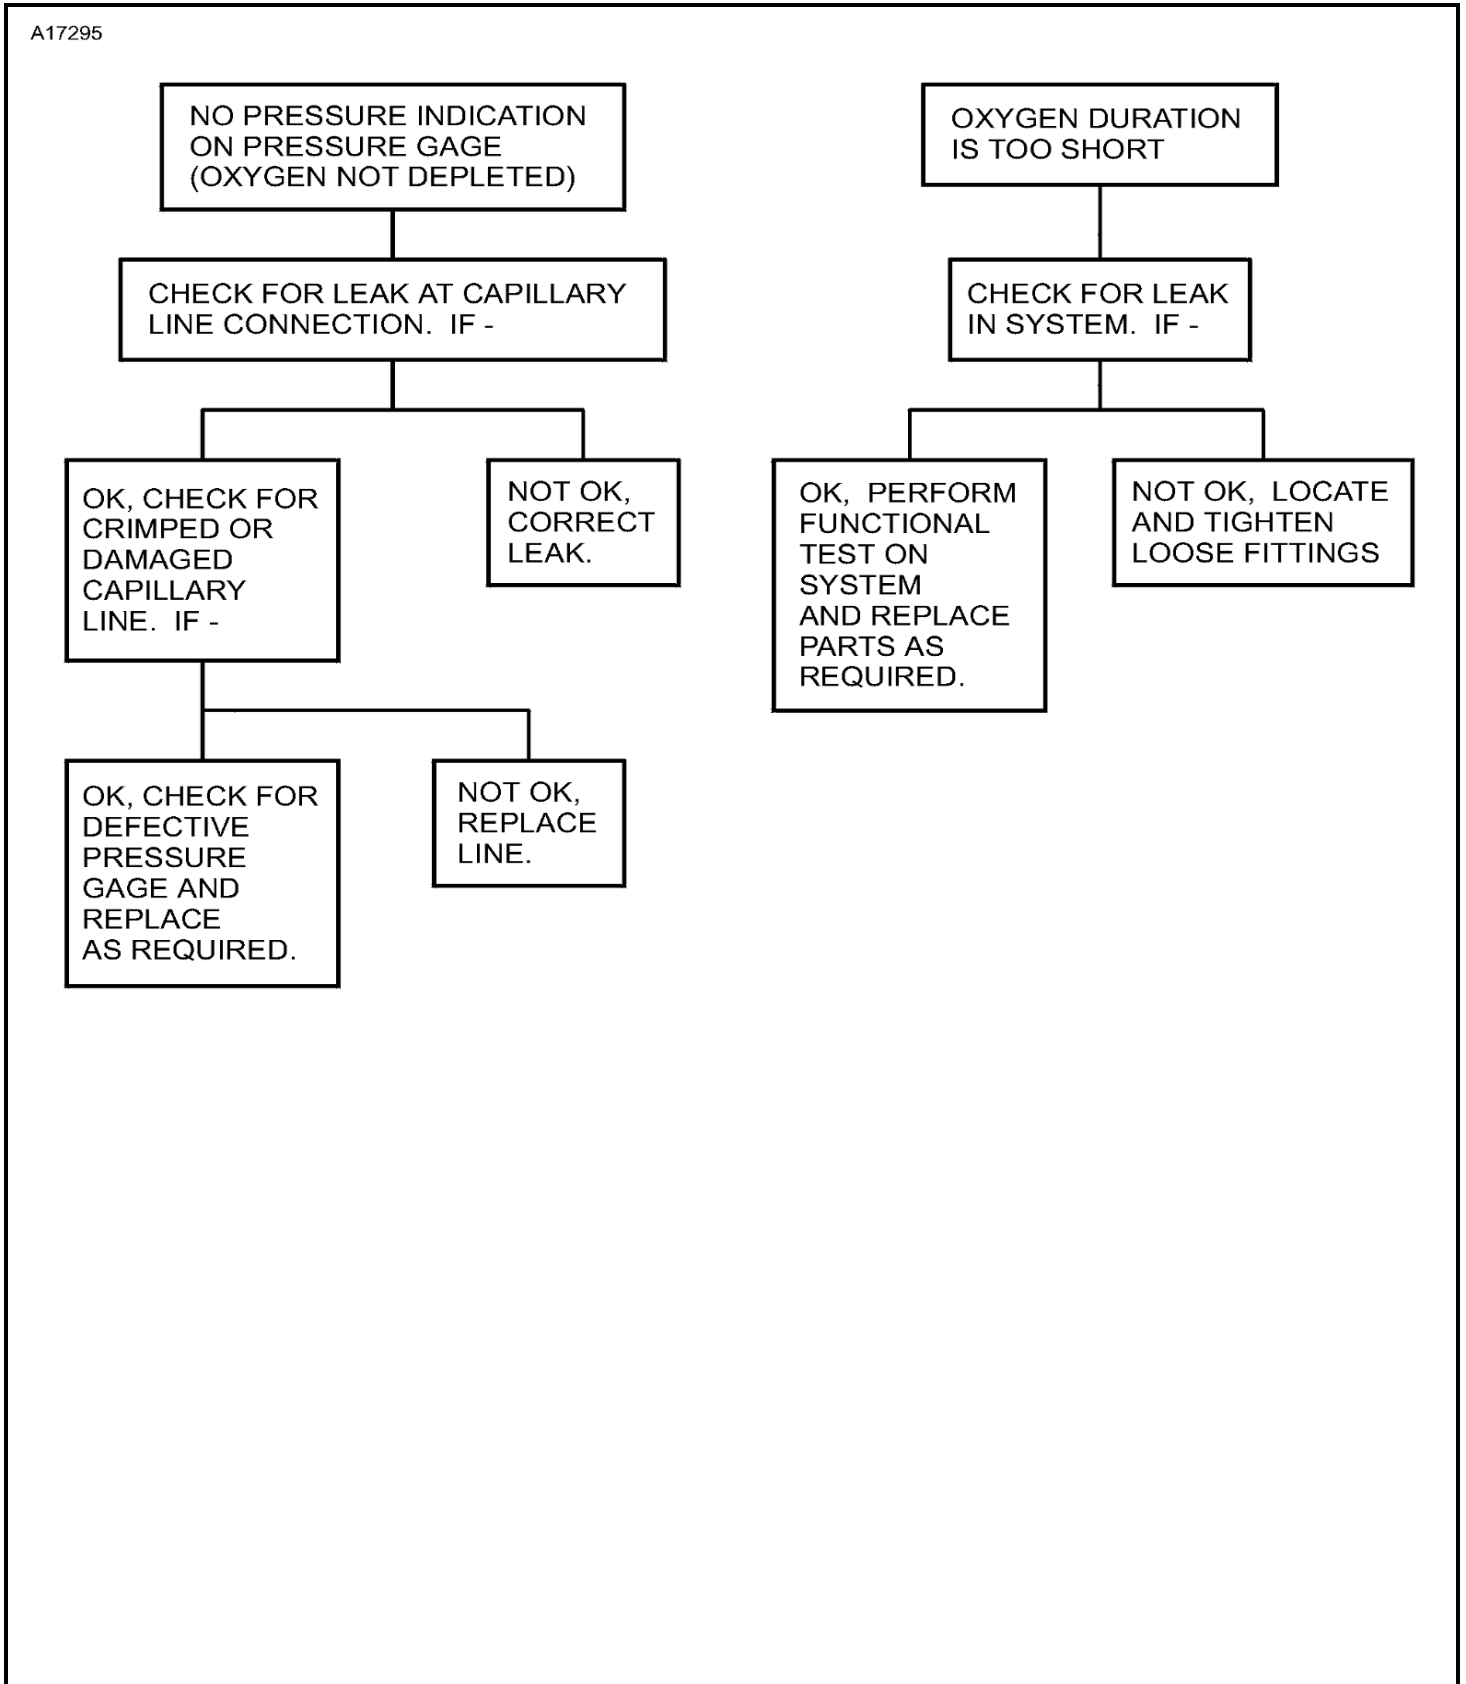 A17295
NO PRESSURE INDICATION
ON PRESSURE GAGE
(OXYGEN NOT DEPLETED)
CHECK FOR LEAK AT CAPILLARY
LINE CONNECTION.  IF -
OK, CHECK FOR
CRIMPED OR
DAMAGED
CAPILLARY
LINE.  IF -
NOT OK,
CORRECT
LEAK.
OK, CHECK FOR
DEFECTIVE
PRESSURE
GAGE AND
REPLACE
AS REQUIRED.
NOT OK,
REPLACE
LINE.
OXYGEN DURATION
IS TOO SHORT
CHECK FOR LEAK
IN SYSTEM.  IF -
OK,  PERFORM
FUNCTIONAL
TEST ON
SYSTEM
AND REPLACE
PARTS AS
REQUIRED.
NOT OK,  LOCATE
AND TIGHTEN
LOOSE FITTINGS